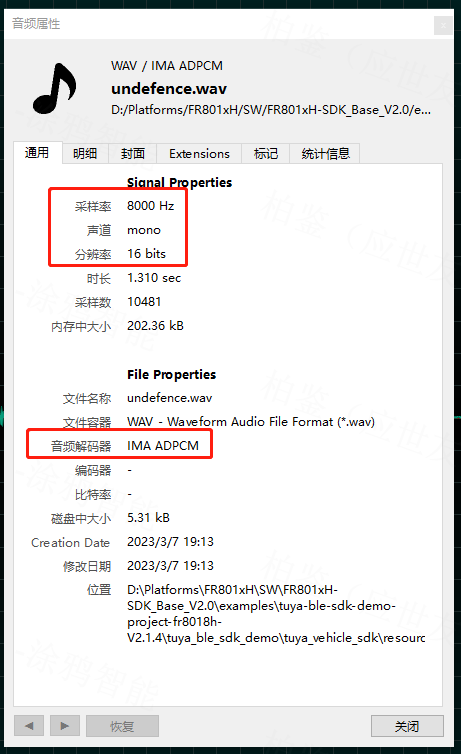 音频属性
WAV / IMA ADPCM
undefence.wav
D:/Platforms/FR801xH/SW/FR801xH-SDK_Base_V2.0/e...
通用 明细 封面 Extensions 标记 统计信息
Signal Properties
采样率 8000 Hz
声道 mono
分辨率 16 bits
时长 1.310 sec
采样数 10481
内存中大小 202.36 kB
File Properties
文件名称 undefence.wav
文件容器 WAV - Waveform Audio File Format (*.wav)
音频解码器 IMA ADPCM
编码器 -
比特率 -
磁盘中大小 5.31 kB
Creation Date 2023/3/7 19:13
修改日期 2023/3/7 19:13
位置 D:\Platforms\FR801xH\SW\FR801xH-
SDK_Base_V2.0\examples\tuya-ble-sdk-demo-
project-fr8018h-
V2.1.4\tuya_ble_sdk_demo\tuya_vehicle_sdk\resourc
恢复 关闭